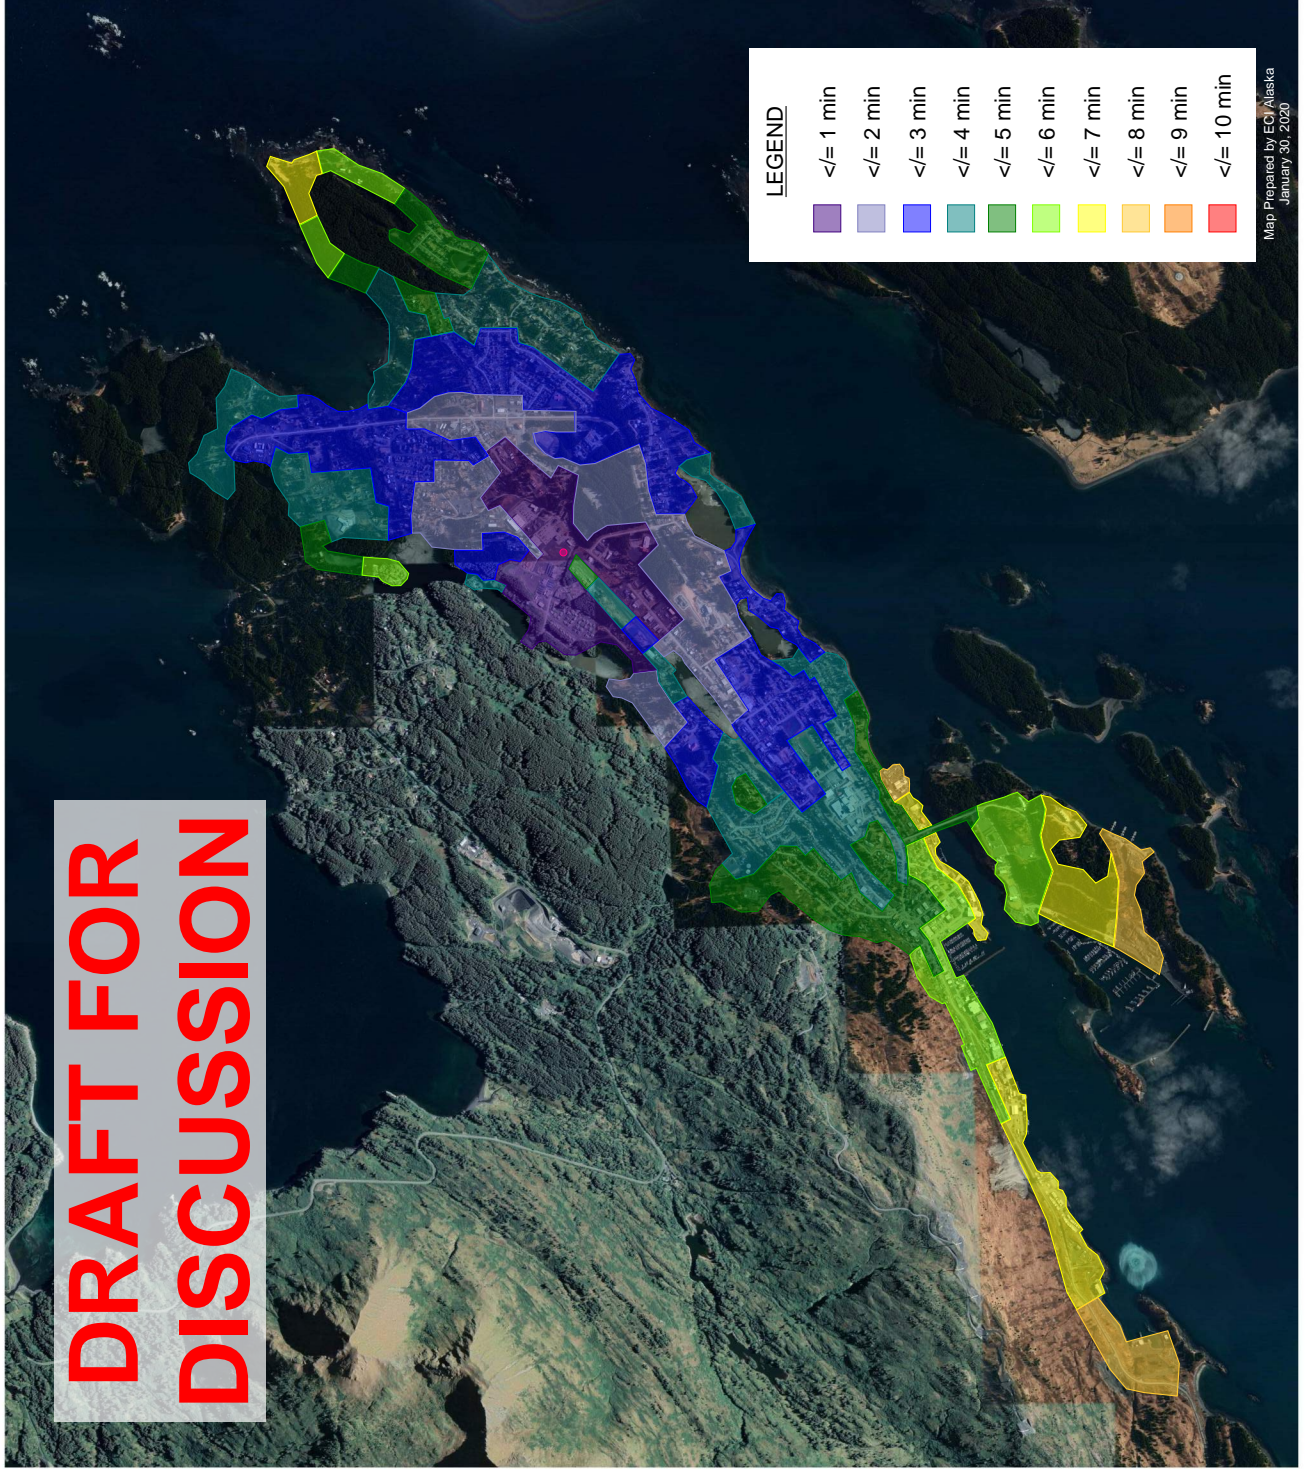 DRAFT FOR
DISCUSSION
LEGEND
</= 1 min
</= 2 min
</= 3 min
</= 4 min
</= 5 min
</= 6 min
</= 7 min
</= 8 min
</= 9 min
</= 10 min
Map Prepared by ECI Alaska
January 30, 2020